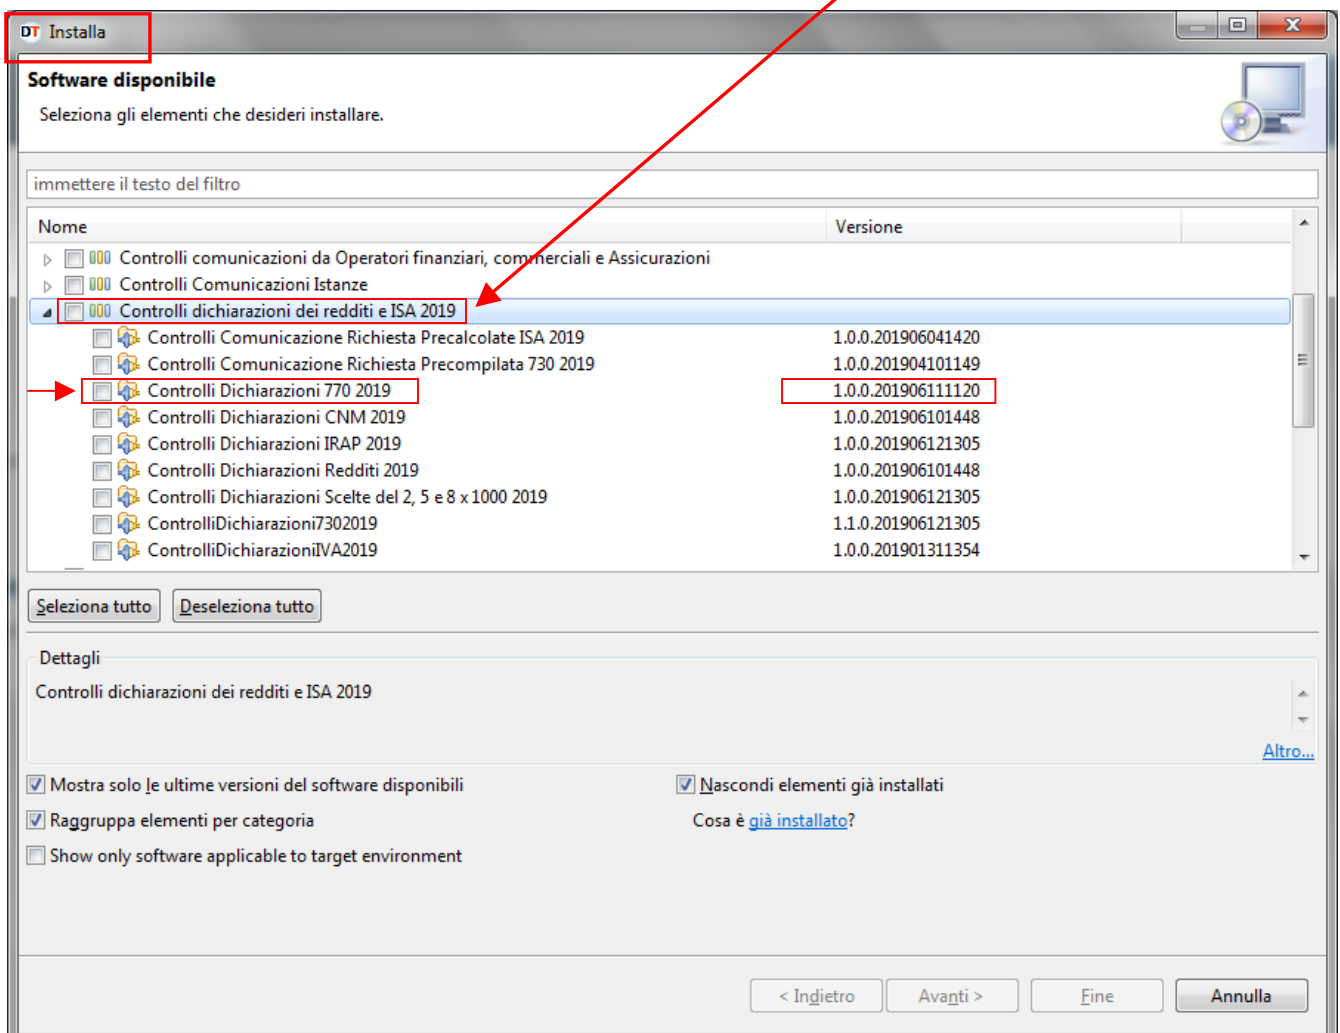 DT Installa
Software disponibile
Seleziona gli elementi che desideri installare.
immettere il testo del filtro
Nome Versione
Controlli comunicazioni da Operatori finanziari, commerciali e Assicurazioni
Controlli Comunicazioni Istanze
Controlli dichiarazioni dei redditi e ISA 2019
Controlli Comunicazione Richiesta Precalcolate ISA 2019 1.0.0.201906041420
Controlli Comunicazione Richiesta Precompilata 730 2019 1.0.0.201904101149
Controlli Dichiarazioni 770 2019 1.0.0.201906111120
Controlli Dichiarazioni CNM 2019 1.0.0.201906101448
Controlli Dichiarazioni IRAP 2019 1.0.0.201906121305
Controlli Dichiarazioni Redditi 2019 1.0.0.201906101448
Controlli Dichiarazioni Scelte del 2, 5 e 8 x 1000 2019 1.0.0.201906121305
ControlliDichiarazioni7302019 1.1.0.201906121305
ControlliDichiarazioniIVA2019 1.0.0.201901311354
Seleziona tutto Deseleziona tutto
Dettagli
Controlli dichiarazioni dei redditi e ISA 2019
Altro...
Mostra solo le ultime versioni del software disponibili Nascondi elementi già installati
Raggruppa elementi per categoria Cosa è già installato?
Show only software applicable to target environment
< Indietro Avanti > Fine Annulla